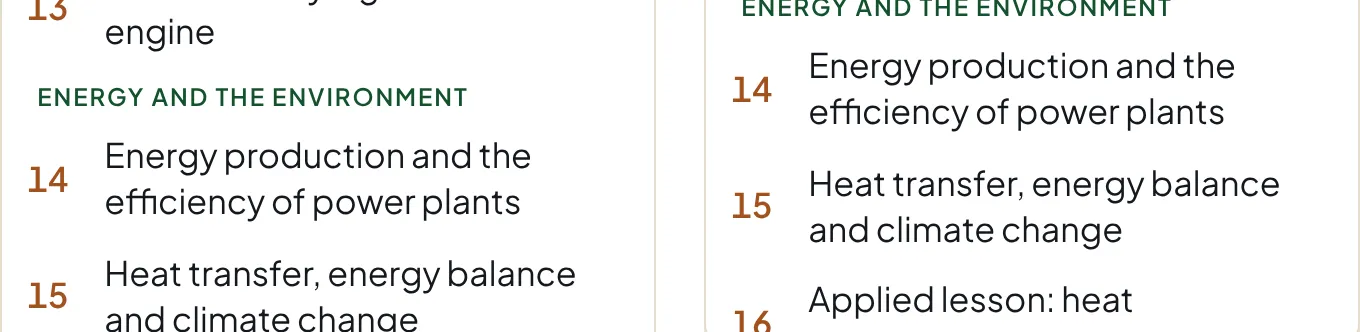 13
engine
ENERGY AND THE ENVIRONMENT
14
Energy production and the
efficiency of power plants
15
Heat transfer, energy balance
and climate change
ENERGY AND THE ENVIRONMENT
14
Energy production and the
efficiency of power plants
15
Heat transfer, energy balance
and climate change
16
Applied lesson: heat